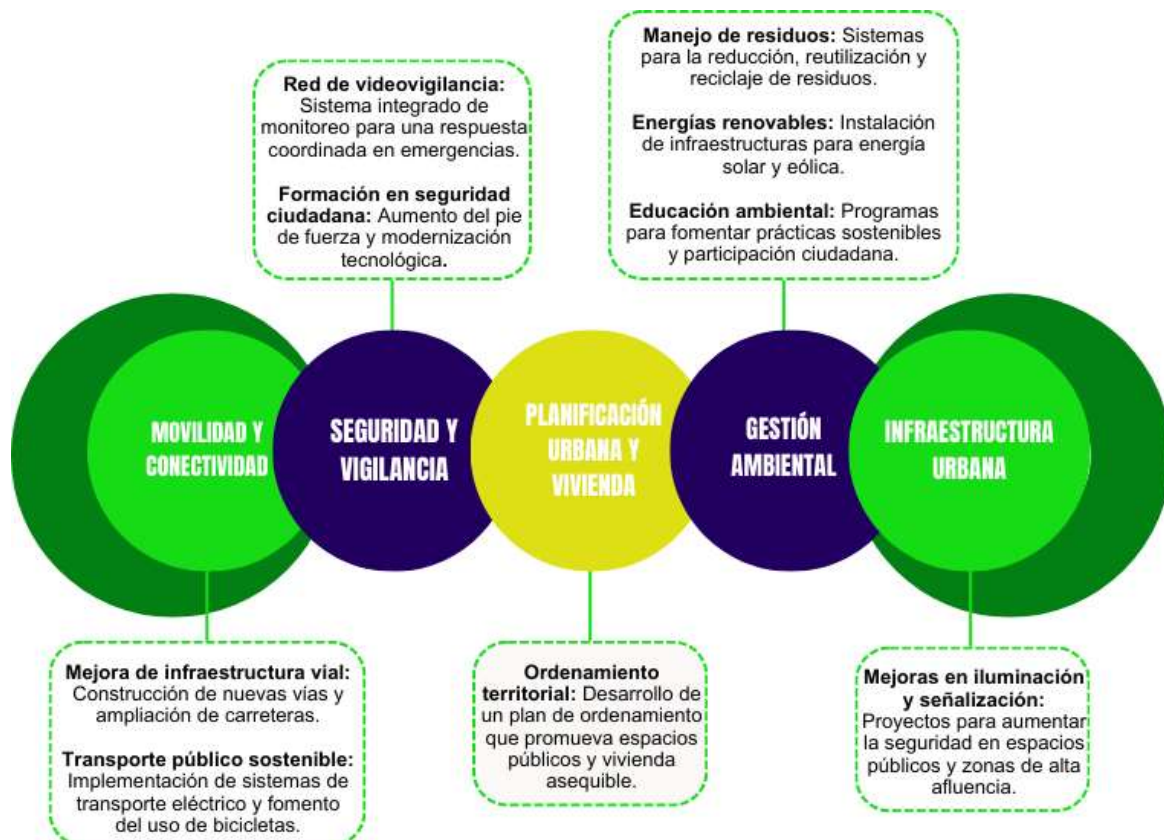 Red de videovigilancia:
Sistema integrado de
monitoreo para una respuesta
coordinada en emergencias.
Formación en seguridad
ciudadana: Aumento del pie
de fuerza y modernización
tecnológica.
Manejo de residuos: Sistemas
para la reducción, reutilización y
reciclaje de residuos.
Energías renovables: Instalación
de infraestructuras para energía
solar y eólica.
Educación ambiental: Programas
para fomentar prácticas sostenibles
y participación ciudadana.
MOVILIDAD Y
CONECTIVIDAD
SEGURIDAD Y
VIGILANCIA
PLANIFICACIÓN
URBANA Y
VIVIENDA
GESTIÓN
AMBIENTAL
INFRAESTRUCTURA
URBANA
Mejora de infraestructura vial:
Construcción de nuevas vías y
ampliación de carreteras.
Transporte público sostenible:
Implementación de sistemas de
transporte eléctrico y fomento
del uso de bicicletas.
Ordenamiento
territorial: Desarrollo de
un plan de ordenamiento
que promueva espacios
públicos y vivienda
asequible.
Mejoras en iluminación
y señalización:
Proyectos para aumentar
la seguridad en espacios
públicos y zonas de alta
afluencia.